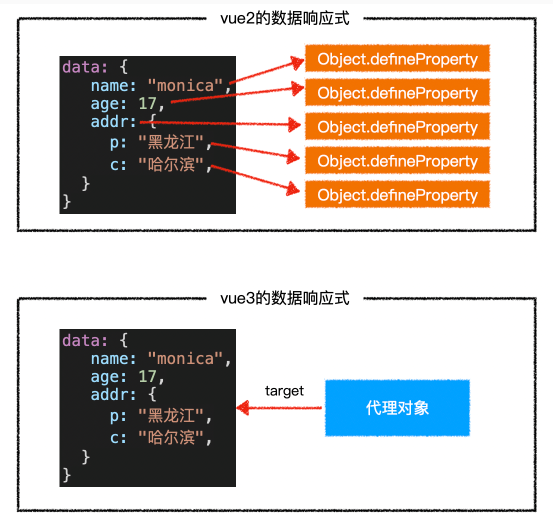 vue2的数据响应式
data: {
name: "monica",
age: 17,
addr: {
p: "黑龙江",
c: "哈尔滨",
}
}
Object.defineProperty
Object.defineProperty
Object.defineProperty
Object.defineProperty
Object.defineProperty
vue3的数据响应式
data: {
name: "monica",
age: 17,
addr: {
p: "黑龙江",
c: "哈尔滨",
}
}
target
代理对象